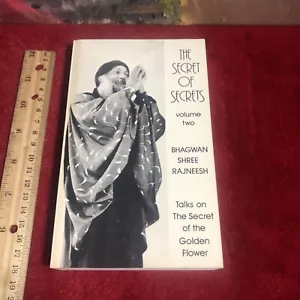 THE
SECRET
OF
SECRETS
volume
two
BHAGWAN
SHREE
RAJNEESH
Talks on
The Secret
of the
Golden
Flower